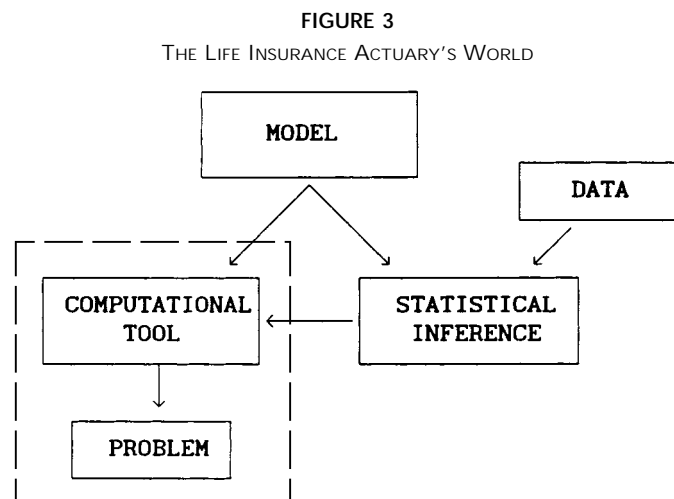 FIGURE 3
THE LIFE INSURANCE ACTUARY'S WORLD
MODEL
DATA
COMPUTATIONAL
TOOL
STATISTICAL
INFERENCE
PROBLEM